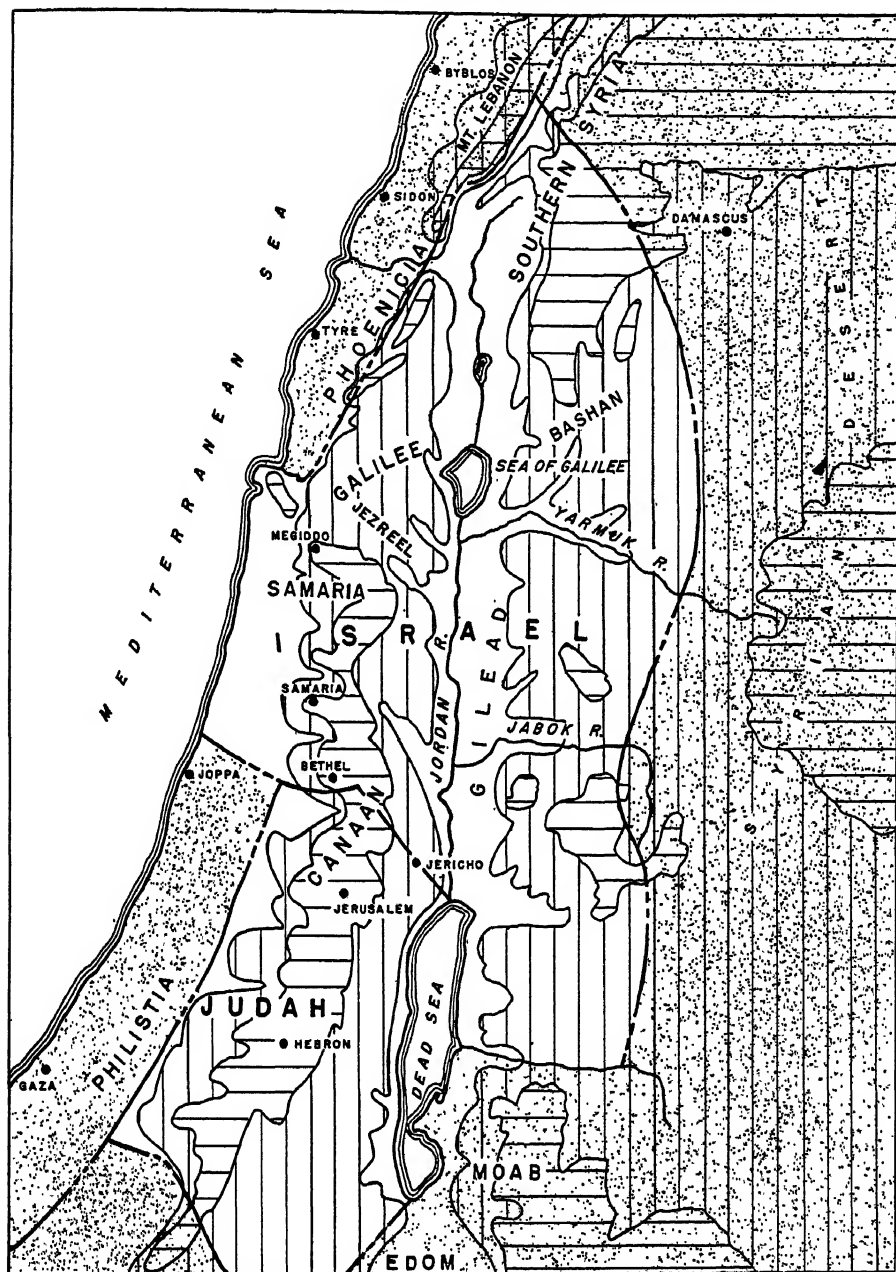 BYBLOS
MT. LEBANON
SOUTHERN SYRIA
SIDON
DAMASCUS
MEDITERRANEAN SEA
PHOENICIA
TYRE
SYRIAN DESERT
BASHAN
GALILEE
SEA OF GALILEE
JEZREEL
YARMUK R.
MEGIDDO
SAMARIA
ISRAEL
GILEAD
JORDAN R.
SAMARIA
JABOK R.
JOPPA
BETHEL
CANAAN
JERICHO
JERUSALEM
JUDAH
DEAD SEA
PHILISTIA
HEBRON
GAZA
MOAB
EDOM